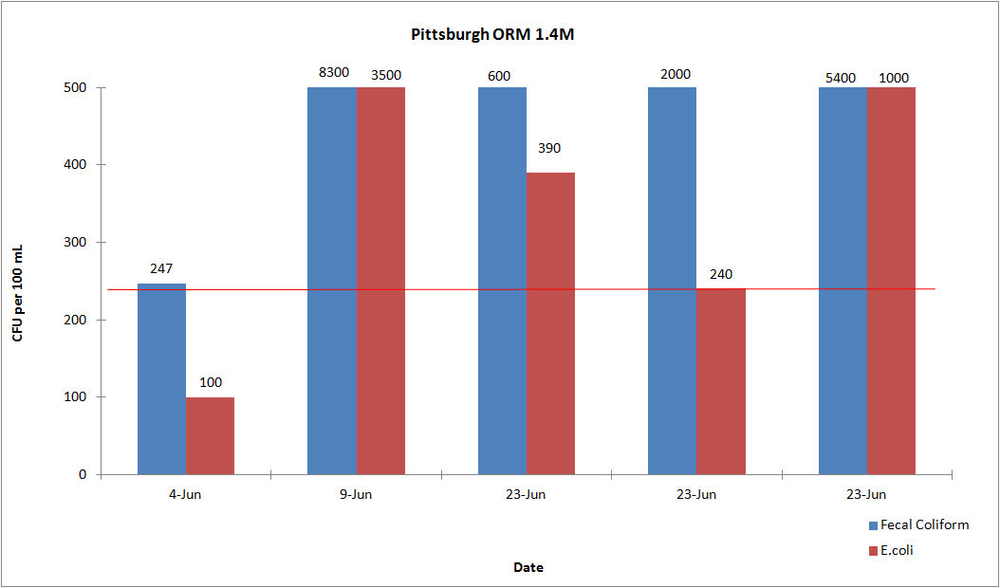 Pittsburgh ORM 1.4M
8300 3500 600 2000 5400 1000
500
400
390
300
247
240
200
100
100
0
CFU per 100 mL
4-Jun 9-Jun 23-Jun 23-Jun 23-Jun
Fecal Coliform
E.coli
Date